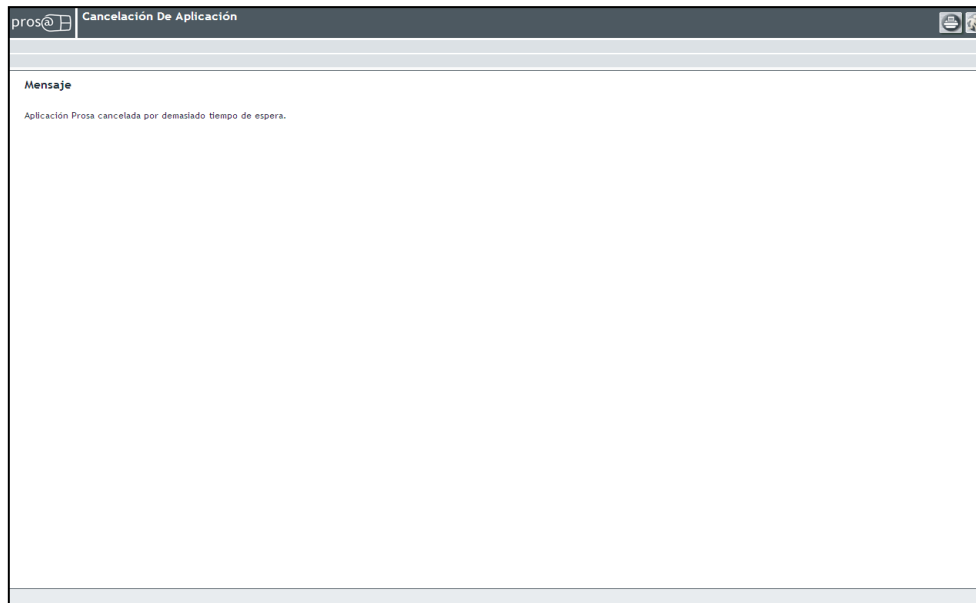 pros@
Cancelación De Aplicación
Mensaje
Aplicación Prosa cancelada por demasiado tiempo de espera.